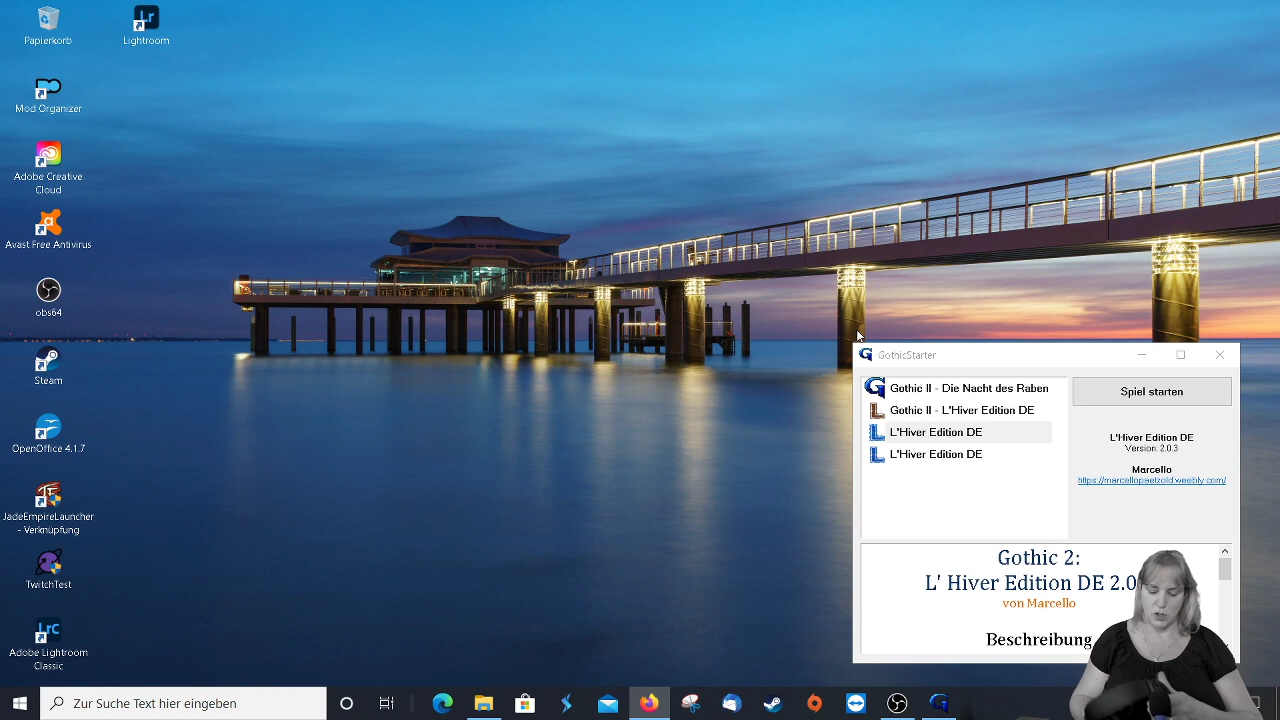 Papierkorb
Lightroom
Mod Organizer
Adobe Creative
Cloud
Avast Free Antivirus
obs64
Steam
OpenOffice 4.1.7
JadeEmpireLauncher
- Verknüpfung
TwitchTest
Adobe Lightroom
Classic
GothicStarter
Gothic II - Die Nacht des Raben
Gothic II - L'Hiver Edition DE
L'Hiver Edition DE
L'Hiver Edition DE
Spiel starten
L'Hiver Edition DE
Version: 2.0.3
Marcello
https://marcellopaetzold.weebly.com/
Gothic 2:
L' Hiver Edition DE 2.0
von Marcello
Beschreibung
Zur Suche Text hier eingeben